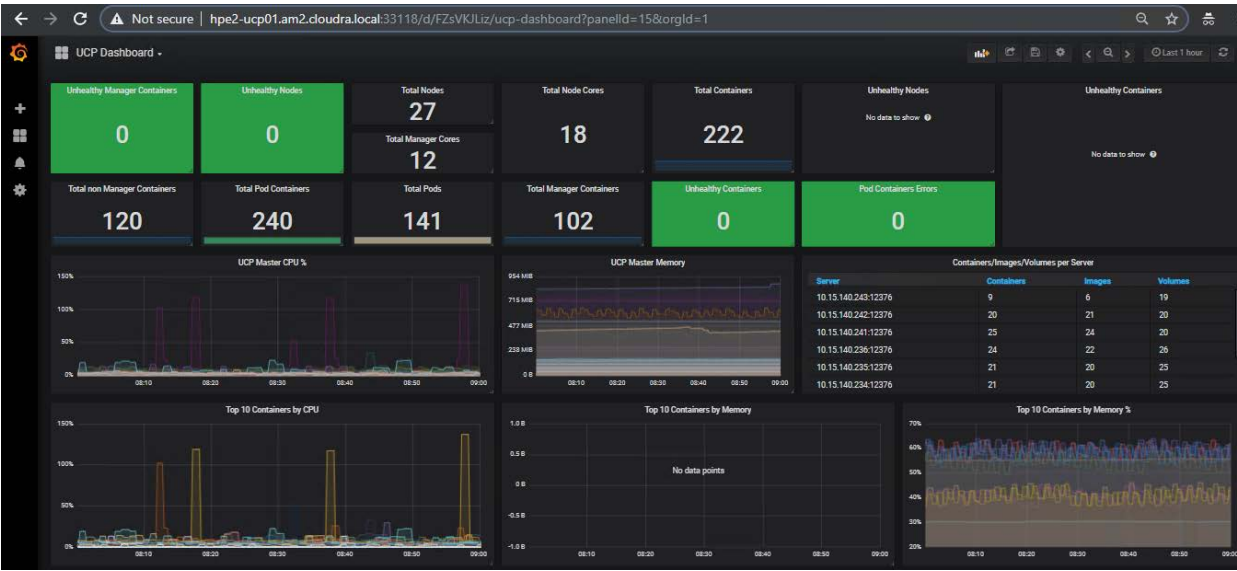 Not secure | hpe2-ucp01.am2.cloudra.local:33118/d/FZsVKJLiz/ucp-dashboard?panelId=15&orgId=1
UCP Dashboard
Last 1 hour
Unhealthy Manager Containers
0
Unhealthy Nodes
0
Total Nodes
27
Total Manager Cores
12
Total Node Cores
18
Total Containers
222
Unhealthy Nodes
No data to show
Unhealthy Containers
No data to show
Total non Manager Containers
120
Total Pod Containers
240
Total Pods
141
Total Manager Containers
102
Unhealthy Containers
0
Pod Containers Errors
0
UCP Master CPU %
150%
100%
50%
0%
08:10 08:20 08:30 08:40 08:50 09:00
UCP Master Memory
954 MiB
715 MiB
477 MiB
238 MiB
0 B
08:10 08:20 08:30 08:40 08:50 09:00
Containers/Images/Volumes per Server
Server Containers Images Volumes
10.15.140.243:12376 9 6 19
10.15.140.242:12376 20 21 20
10.15.140.241:12376 25 24 20
10.15.140.236:12376 24 22 26
10.15.140.235:12376 21 20 25
10.15.140.234:12376 21 20 25
Top 10 Containers by CPU
150%
100%
50%
0%
08:10 08:20 08:30 08:40 08:50 09:00
Top 10 Containers by Memory
1.0 B
0.5 B
0 B
-0.5 B
-1.0 B
No data points
08:10 08:20 08:30 08:40 08:50 09:00
Top 10 Containers by Memory %
70%
60%
50%
40%
30%
20%
08:10 08:20 08:30 08:40 08:50 09:00